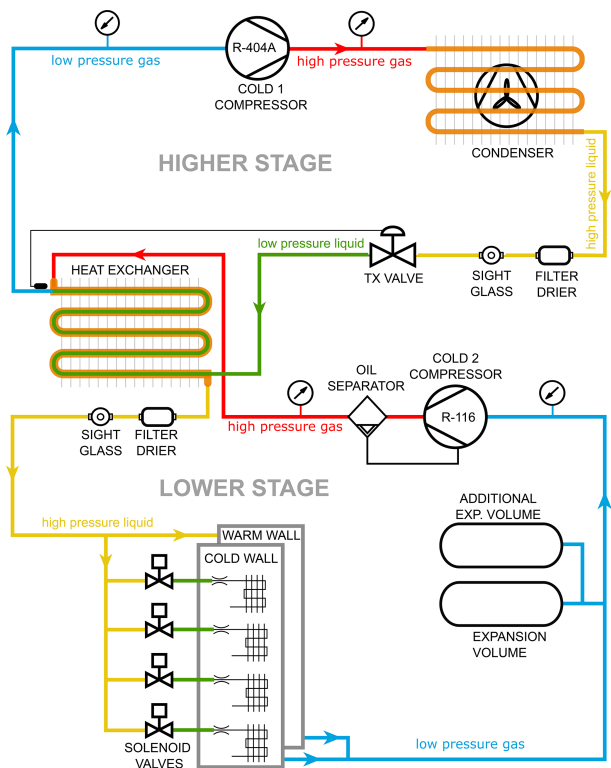 R-404A
low pressure gas
high pressure gas
COLD 1
COMPRESSOR
CONDENSER
HIGHER STAGE
high pressure liquid
low pressure liquid
HEAT EXCHANGER
TX VALVE
SIGHT
GLASS
FILTER
DRIER
OIL
SEPARATOR
COLD 2
COMPRESSOR
R-116
high pressure gas
SIGHT
GLASS
FILTER
DRIER
LOWER STAGE
high pressure liquid
WARM WALL
COLD WALL
ADDITIONAL
EXP. VOLUME
EXPANSION
VOLUME
SOLENOID
VALVES
low pressure gas